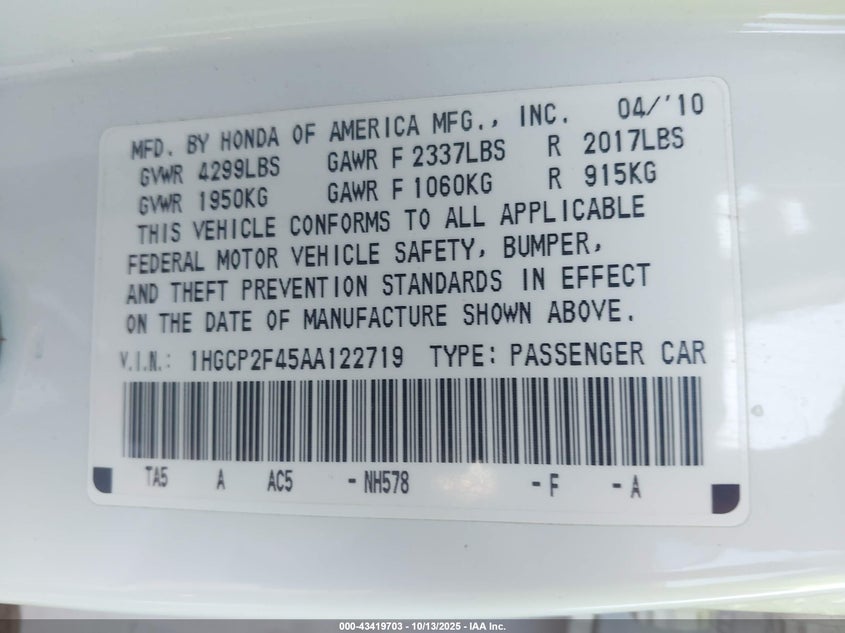 MFD. BY HONDA OF AMERICA MFG., INC. 04/'10
GVWR 4299LBS GAWR F 2337LBS R 2017LBS
GVWR 1950KG GAWR F 1060KG R 915KG
THIS VEHICLE CONFORMS TO ALL APPLICABLE
FEDERAL MOTOR VEHICLE SAFETY, BUMPER,
AND THEFT PREVENTION STANDARDS IN EFFECT
ON THE DATE OF MANUFACTURE SHOWN ABOVE.
V.I.N.: 1HGCP2F45AA122719 TYPE: PASSENGER CAR
TA5 A AC5 - NH578 - F - A
000-43419703 - 10/13/2025 - IAA Inc.